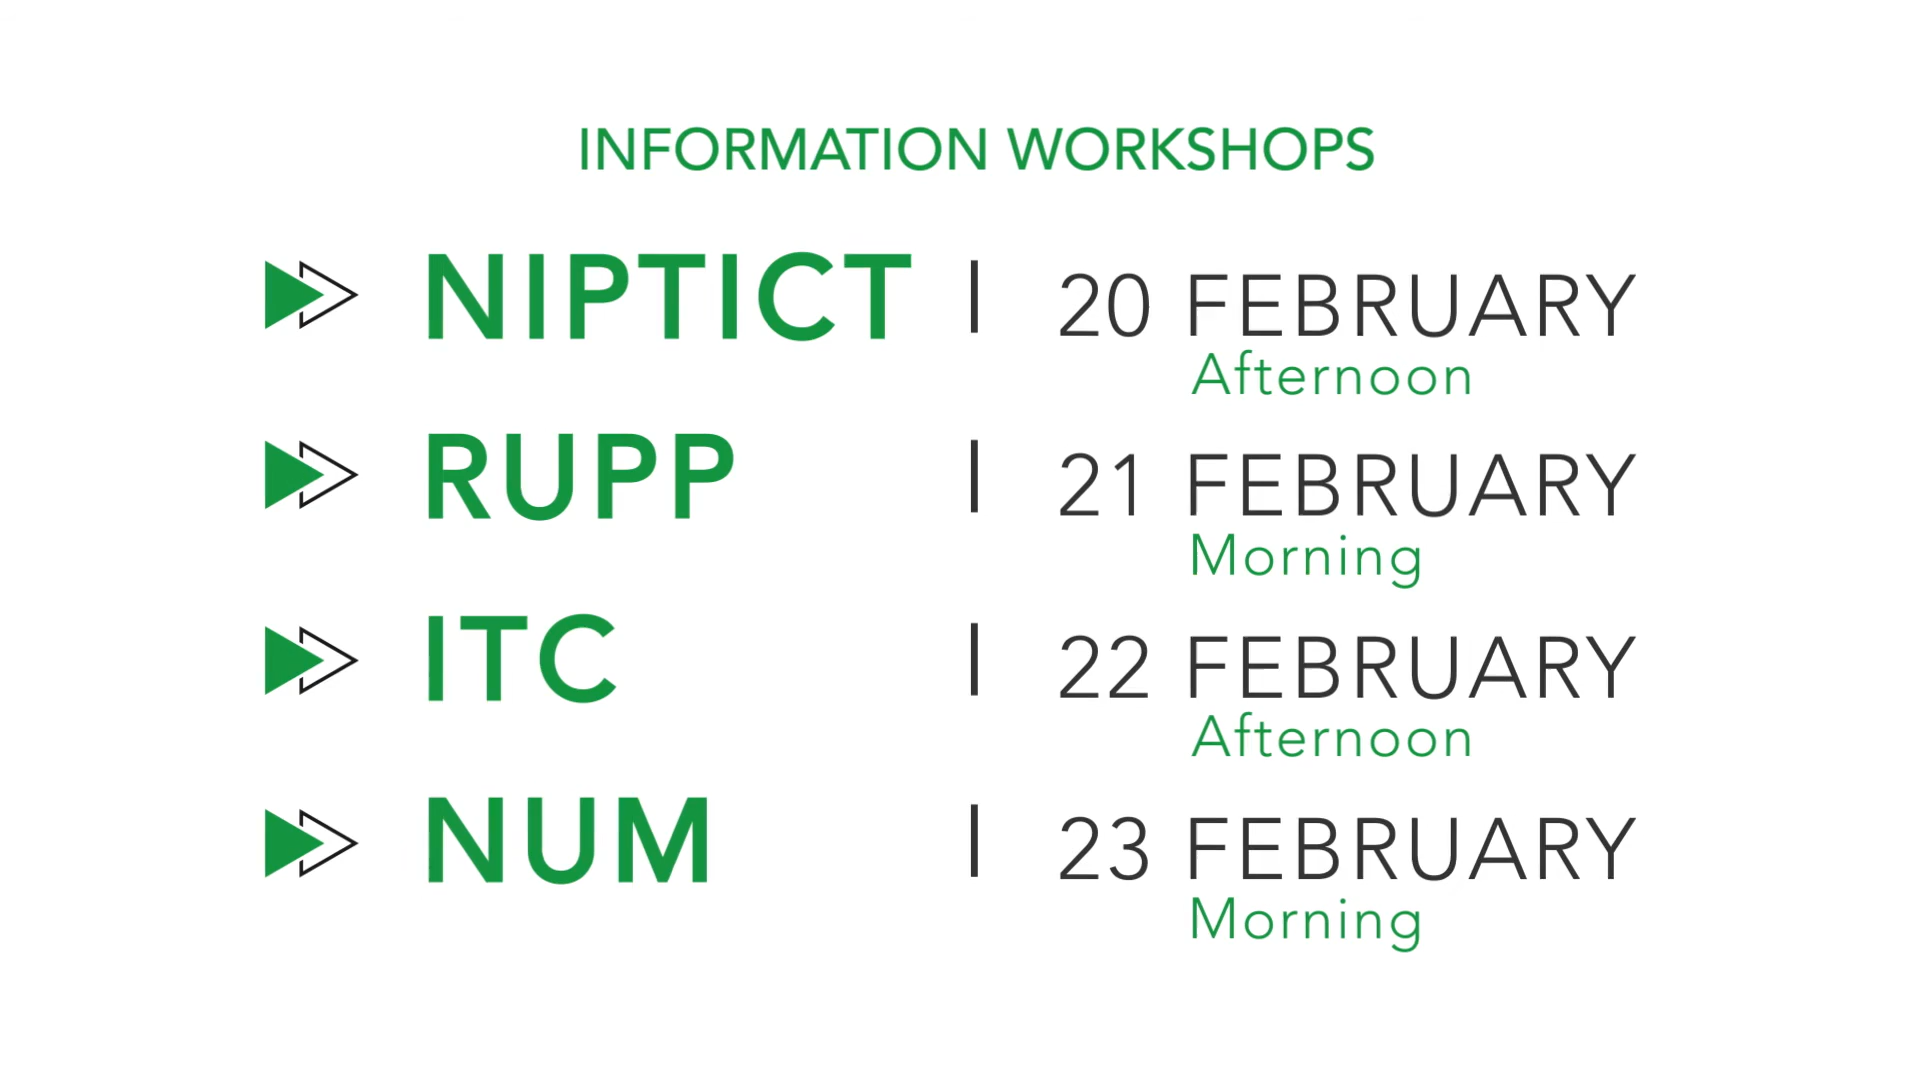 INFORMATION WORKSHOPS
NIPTICT | 20 FEBRUARY
Afternoon
RUPP | 21 FEBRUARY
Morning
ITC | 22 FEBRUARY
Afternoon
NUM | 23 FEBRUARY
Morning